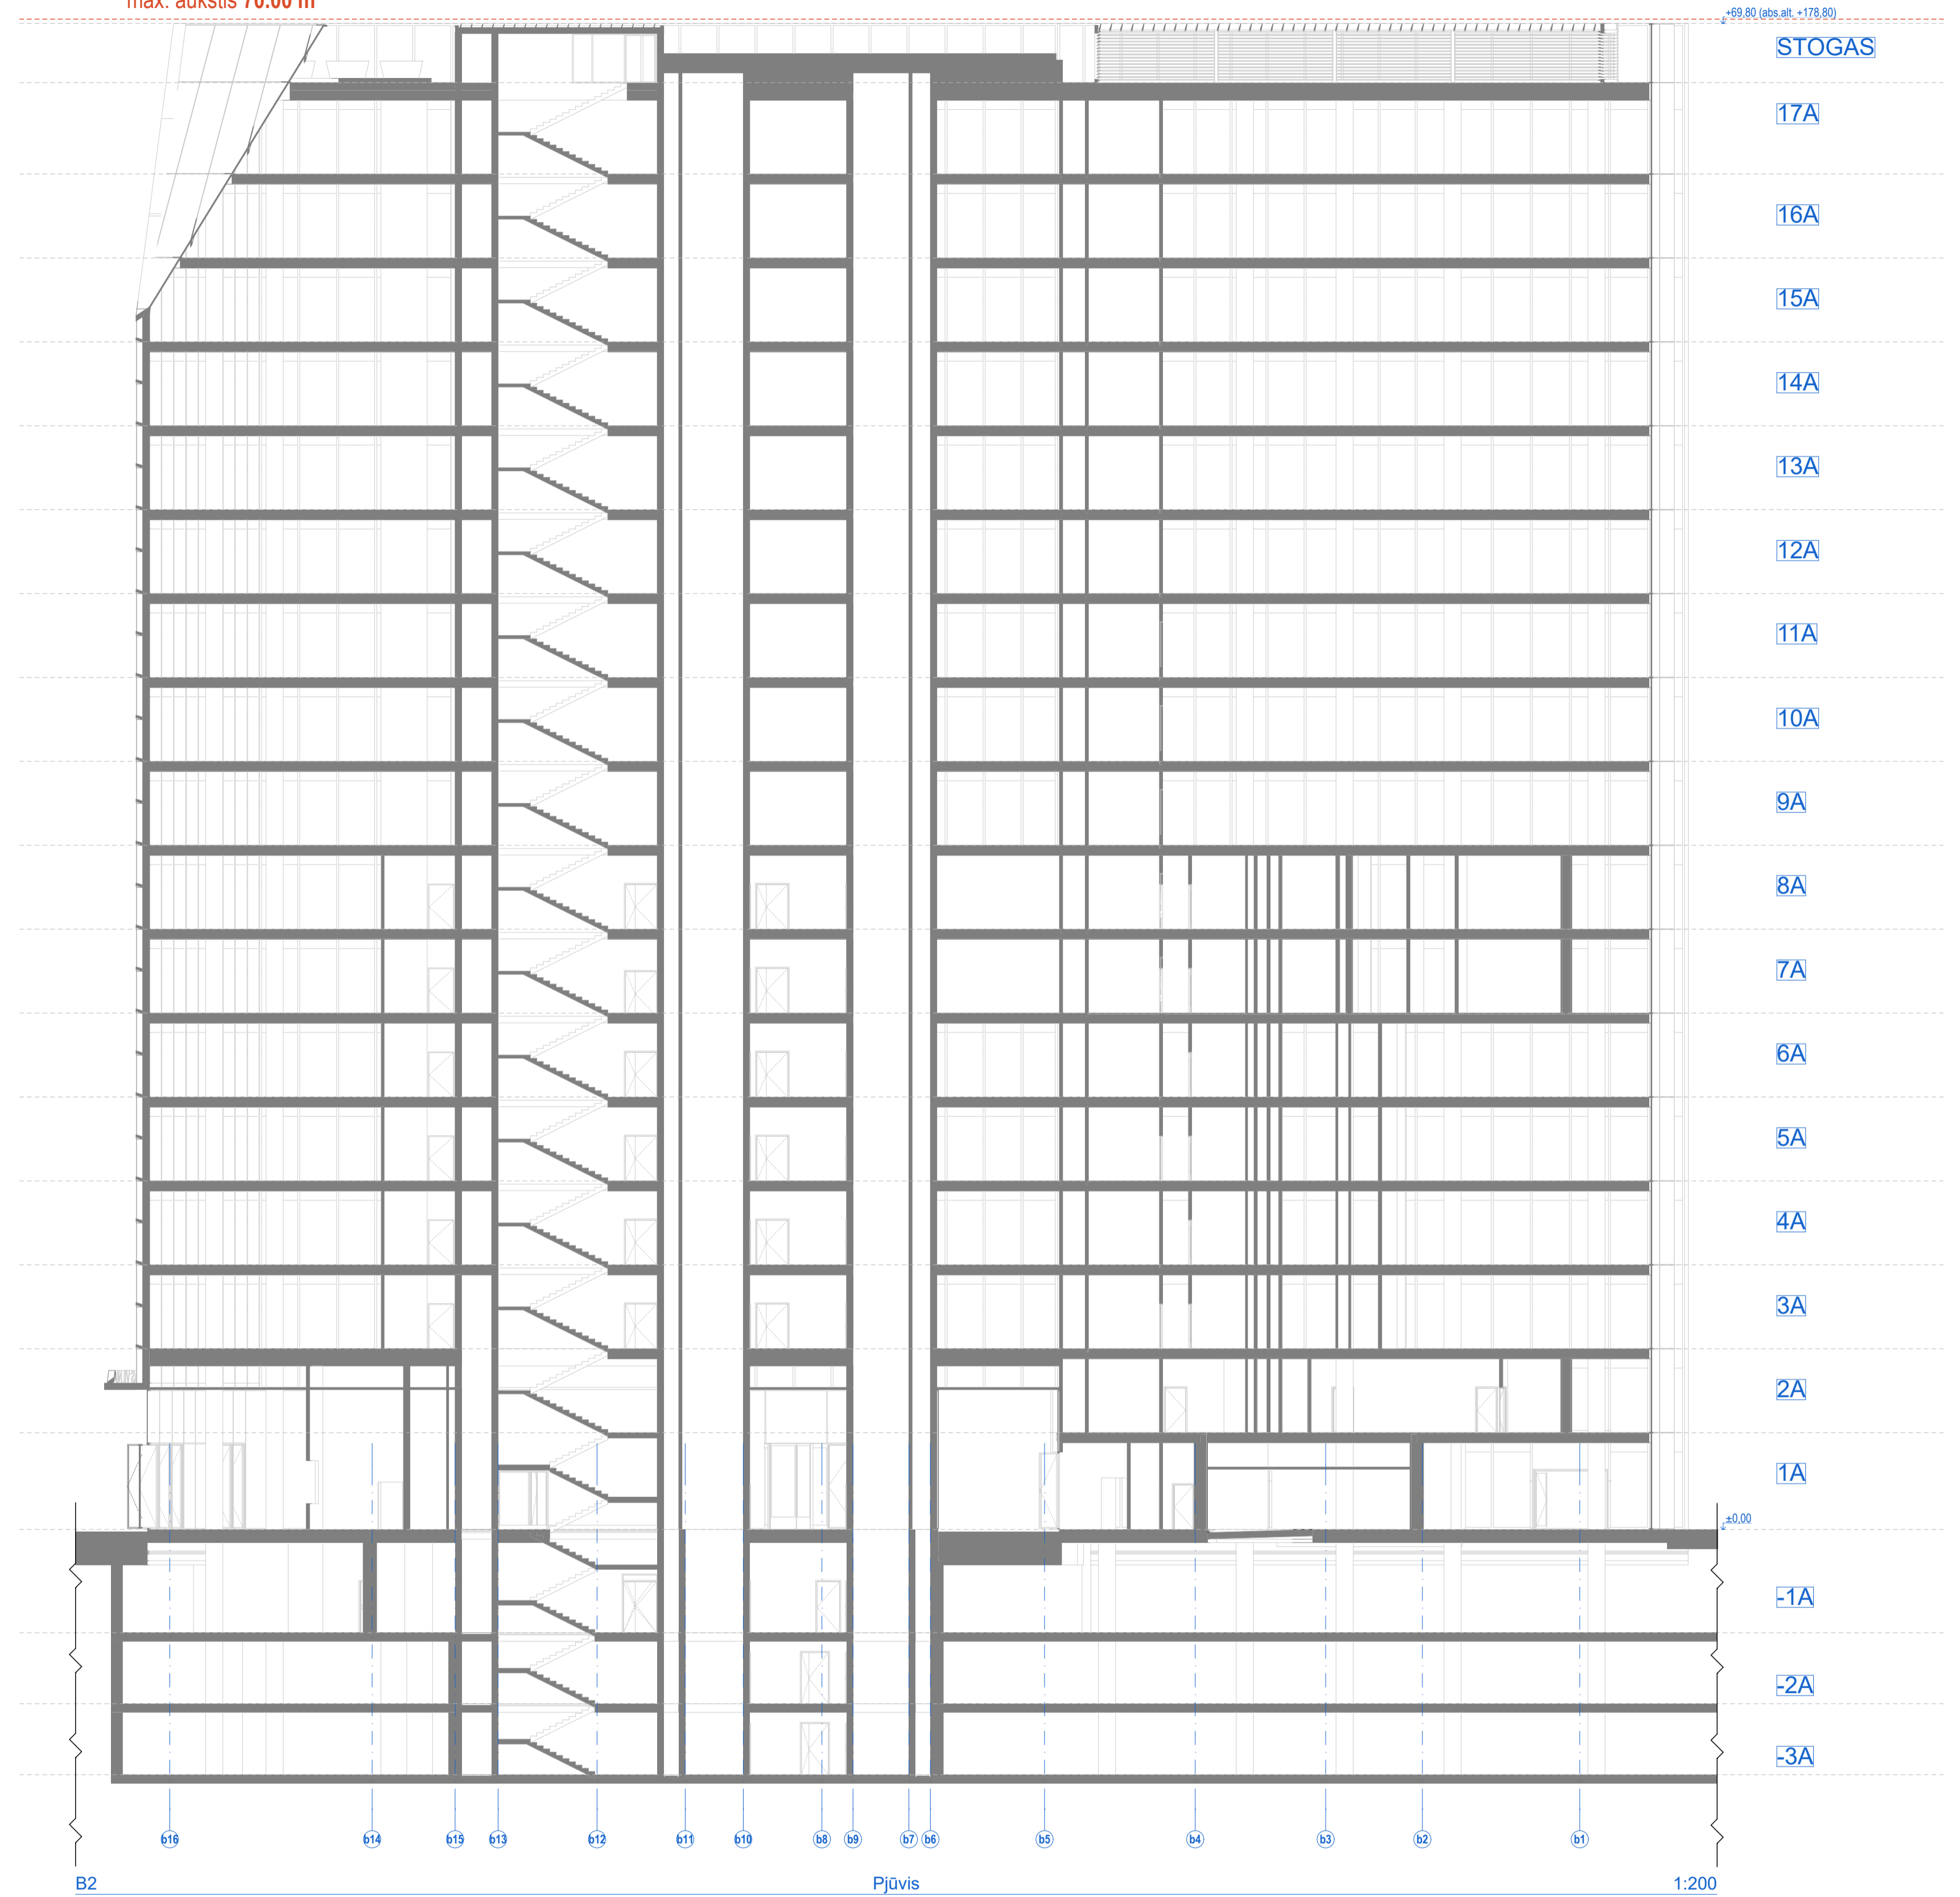 max. aukštis 70.00 m
+69,80 (abs.alt. +178,80)
STOGAS
17A
16A
15A
14A
13A
12A
11A
10A
9A
8A
7A
6A
5A
4A
3A
2A
1A
±0,00
-1A
-2A
-3A
b16 b14 b15 b13 b12 b11 b10 b8 b9 b7 b6 b5 b4 b3 b2 b1
B2 Pjūvis 1:200